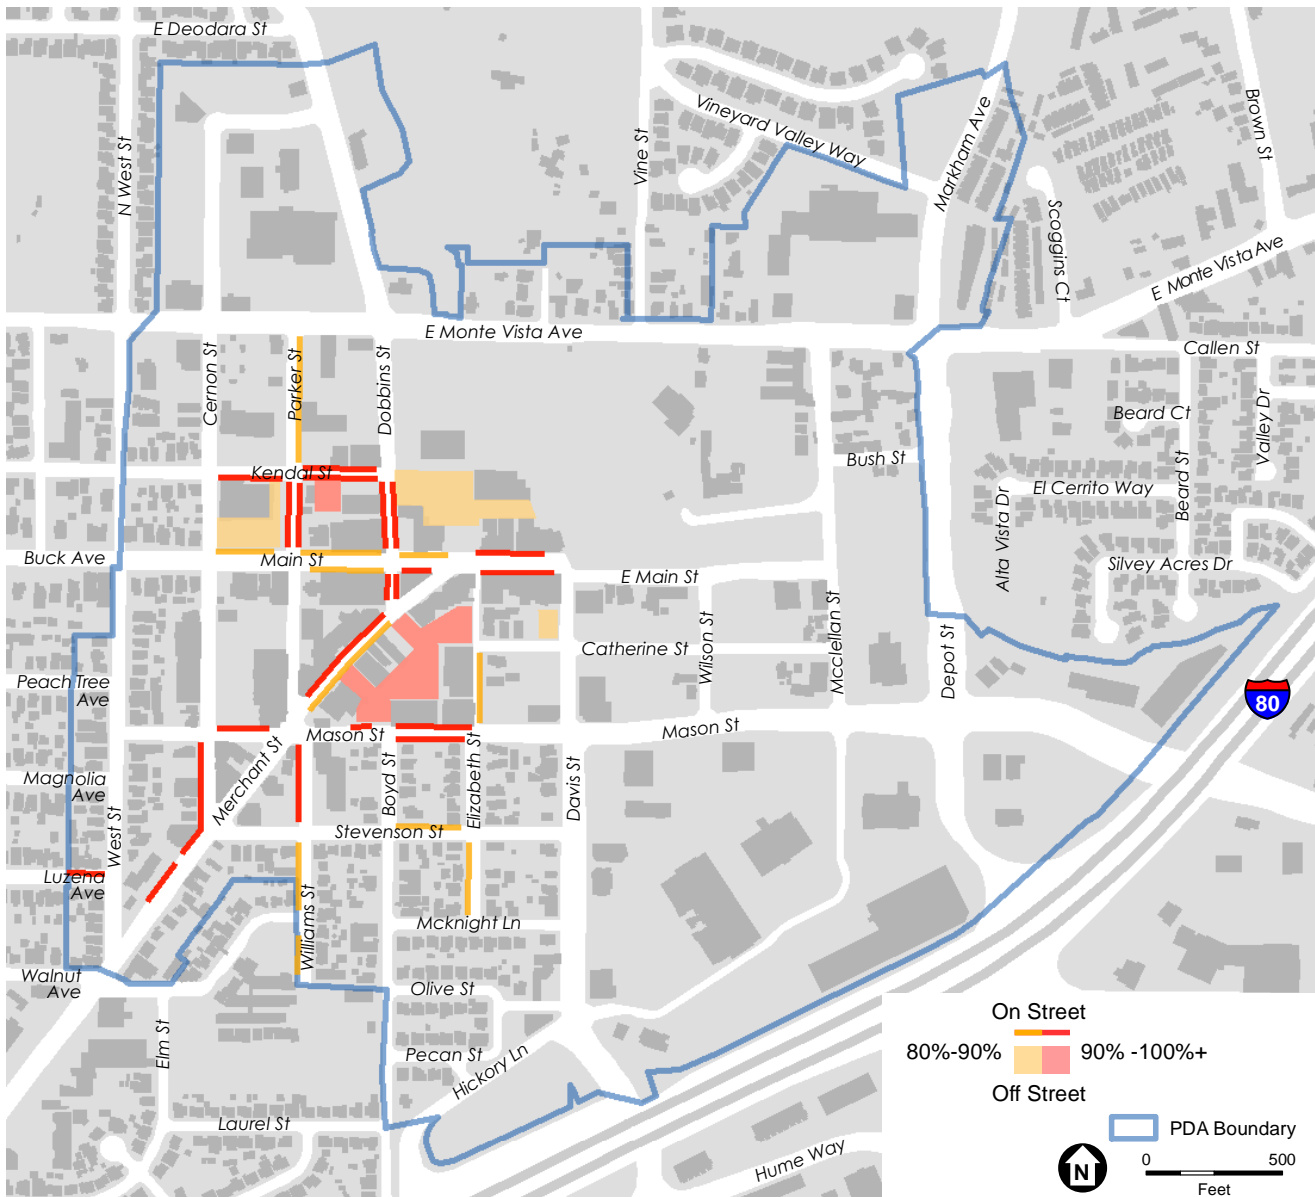 E Deodara St
N West St
Vine St
Vineyard Valley Way
Markham Ave
Brown St
Scoggins Ct
E Monte Vista Ave
E Monte Vista Ave
Callen St
Cernon St
Parker St
Dobbins St
Beard Ct
Valley Dr
Kendal St
Bush St
El Cerrito Way
Beard St
Alta Vista Dr
Buck Ave
Main St
E Main St
Silvey Acres Dr
Catherine St
Wilson St
Mcclellan St
Depot St
Peach Tree
Ave
80
Mason St
Mason St
Merchant St
Boyd St
Elizabeth St
Davis St
Magnolia
Ave
West St
Stevenson St
Luzena
Ave
Williams St
Mcknight Ln
Walnut
Ave
Olive St
Elm St
Pecan St
Hickory Ln
Laurel St
Hume Way
On Street
80%-90%
90% -100%+
Off Street
PDA Boundary
N
0
500
Feet